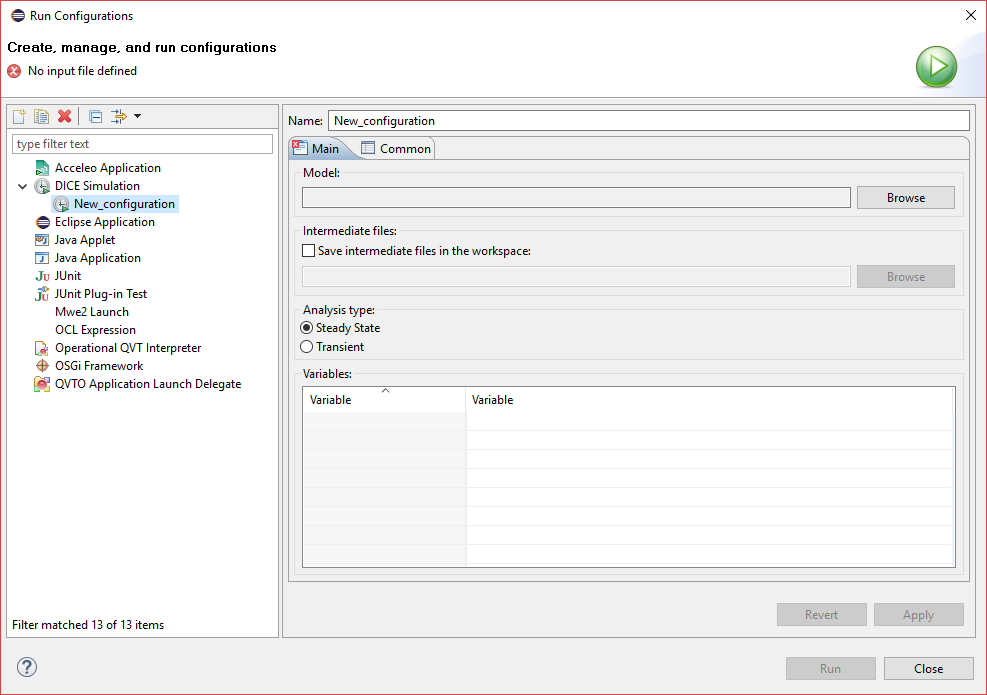 Run Configurations
Create, manage, and run configurations
No input file defined
type filter text
Acceleo Application
DICE Simulation
New_configuration
Eclipse Application
Java Applet
Java Application
Ju JUnit
Jü JUnit Plug-in Test
Mwe2 Launch
OCL Expression
Operational QVT Interpreter
OSGi Framework
QVTO Application Launch Delegate
Filter matched 13 of 13 items
Name: New_configuration
Main Common
Model:
Browse
Intermediate files:
Save intermediate files in the workspace:
Browse
Analysis type:
Steady State
Transient
Variables:
Variable Variable
Revert Apply
?
Run Close